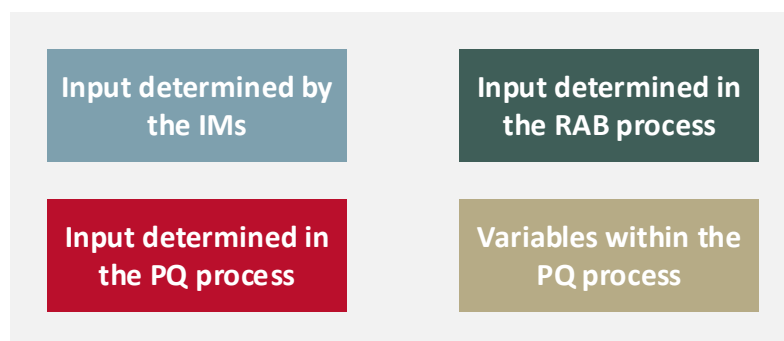 Input determined by
the IMs
Input determined in
the RAB process
Input determined in
the PQ process
Variables within the
PQ process